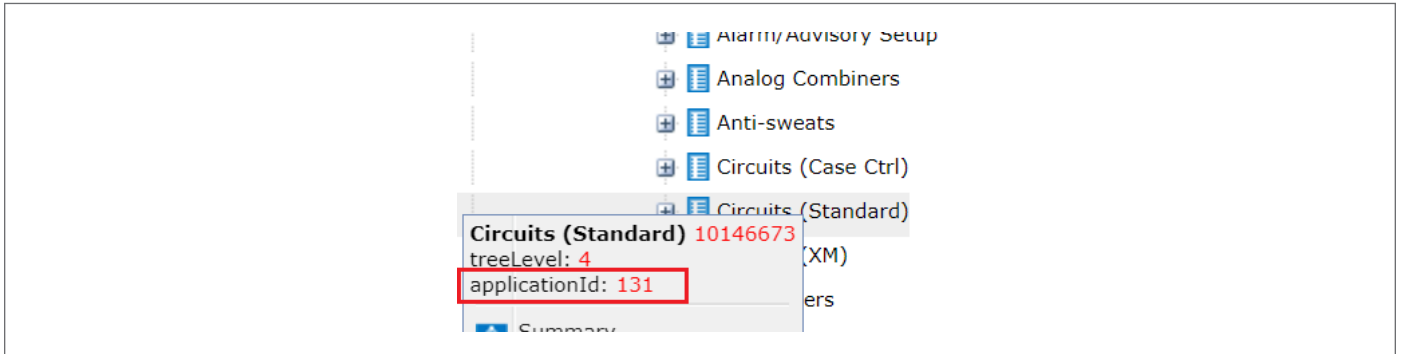 Alarm/Advisory Setup
Analog Combiners
Anti-sweats
Circuits (Case Ctrl)
Circuits (Standard)
Circuits (Standard) 10146673
treeLevel: 4
(XM)
applicationId: 131
ers
Summary